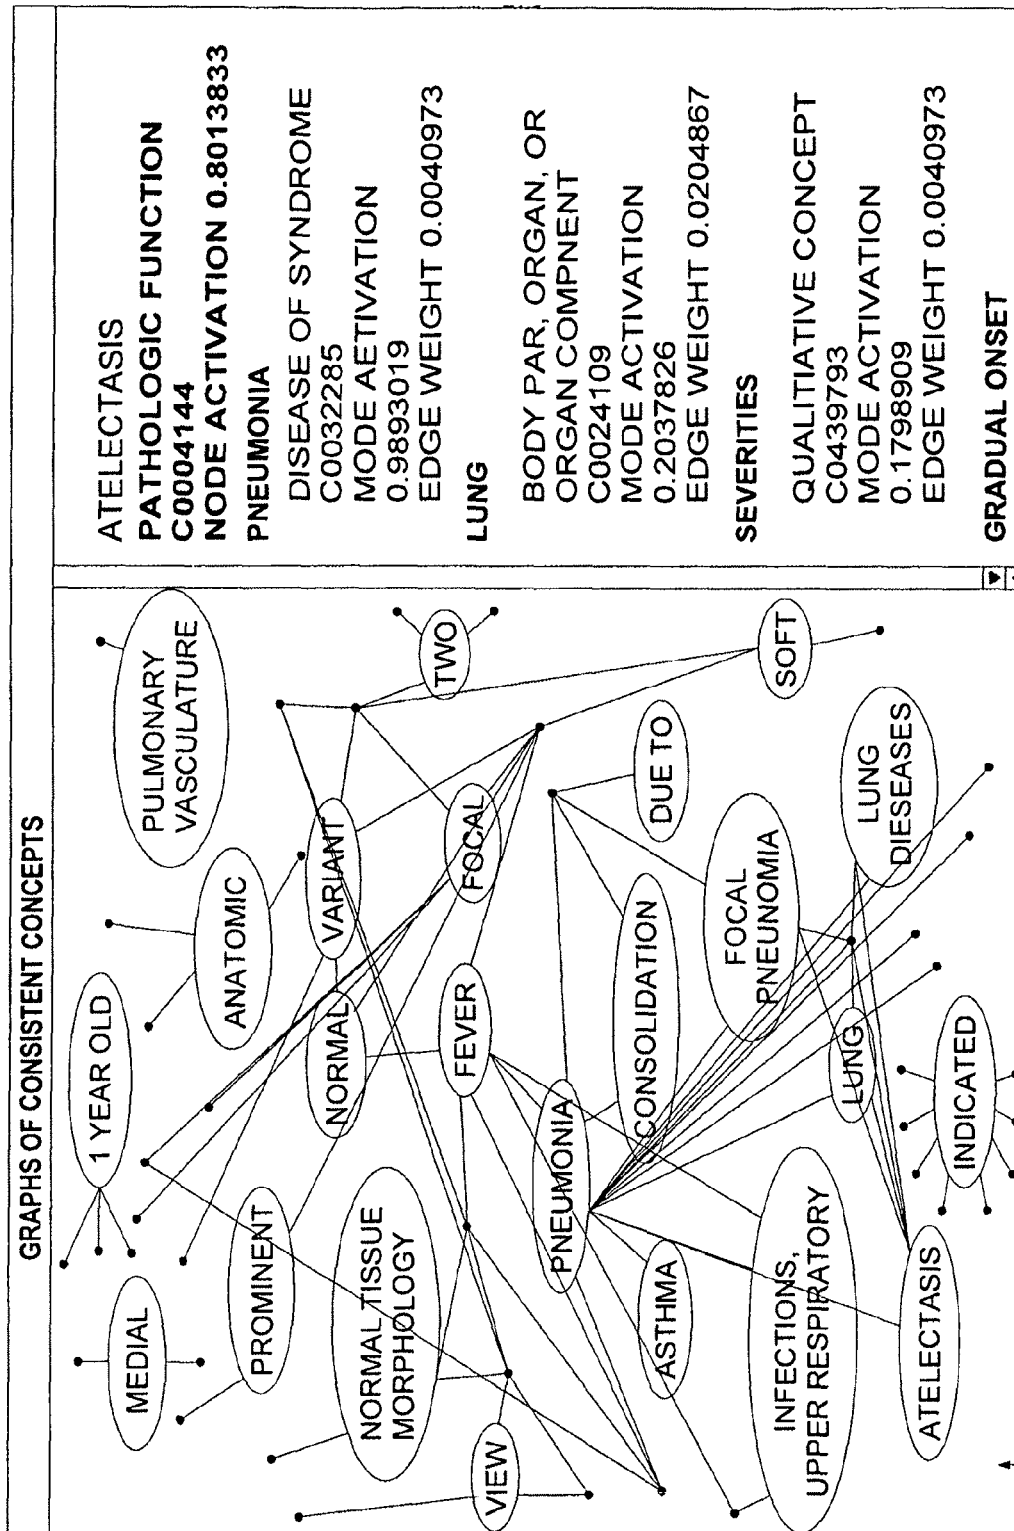 GRAPHS OF CONSISTENT CONCEPTS
MEDIAL
1 YEAR OLD
PULMONARY
VASCULATURE
ANATOMIC
PROMINENT
NORMAL
VARIANT
NORMAL TISSUE
MORPHOLOGY
TWO
VIEW
FEVER
FOCAL
PNEUMONIA
CONSOLIDATION
DUE TO
ASTHMA
FOCAL
PNEUNOMIA
SOFT
INFECTIONS,
UPPER RESPIRATORY
LUNG
LUNG
DIESEASES
ATELECTASIS
INDICATED
ATELECTASIS
PATHOLOGIC FUNCTION
C0004144
NODE ACTIVATION 0.8013833
PNEUMONIA
DISEASE OF SYNDROME
C0032285
MODE AETIVATION
0.9893019
EDGE WEIGHT 0.0040973
LUNG
BODY PAR, ORGAN, OR
ORGAN COMPNENT
C0024109
MODE ACTIVATION
0.2037826
EDGE WEIGHT 0.0204867
SEVERITIES
QUALITIATIVE CONCEPT
C0439793
MODE ACTIVATION
0.1798909
EDGE WEIGHT 0.0040973
GRADUAL ONSET